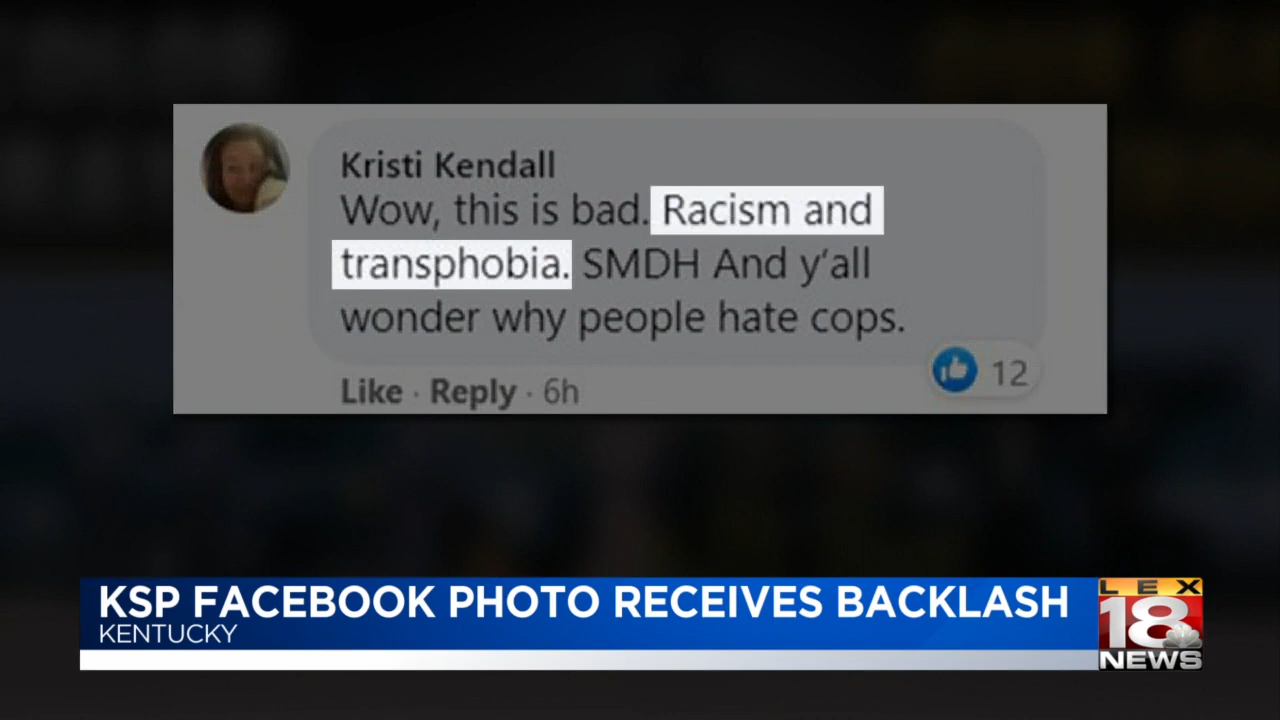 Kristi Kendall
Wow, this is bad. Racism and
transphobia. SMDH And y'all
wonder why people hate cops.
Like · Reply · 6h
12
KSP FACEBOOK PHOTO RECEIVES BACKLASH
KENTUCKY
LEX
18
NEWS